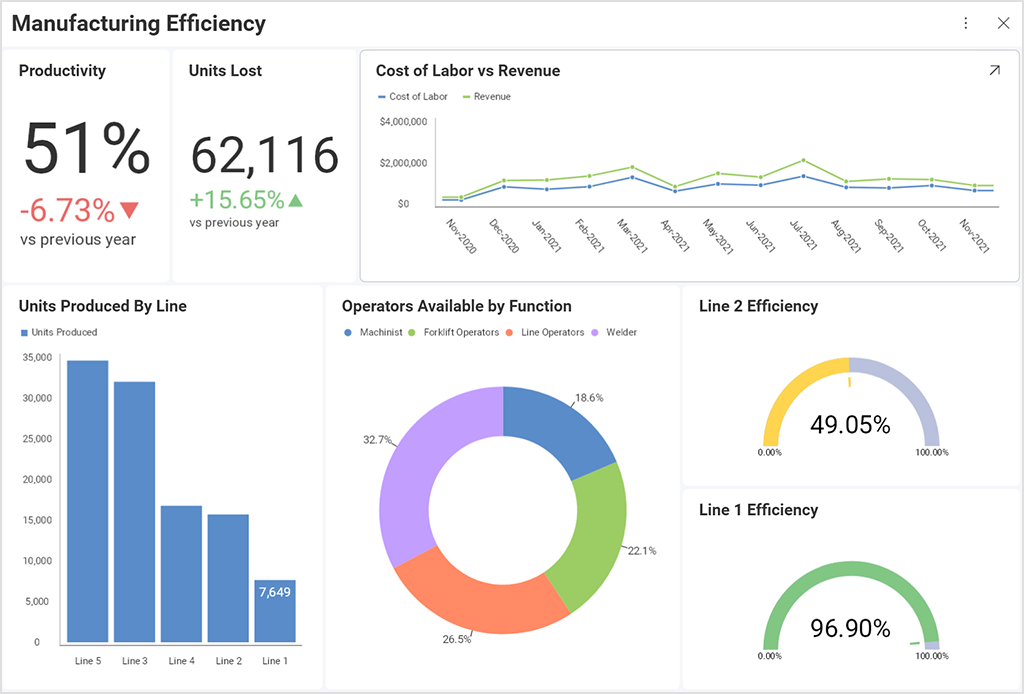 Manufacturing Efficiency
Productivity
51%
-6.73%
vs previous year
Units Lost
62,116
+15.65%
vs previous year
Cost of Labor vs Revenue
Cost of Labor Revenue
$4,000,000
$2,000,000
$0
Nov-2020 Dec-2020 Jan-2021 Feb-2021 Mar-2021 Apr-2021 May-2021 Jun-2021 Jul-2021 Aug-2021 Sep-2021 Oct-2021 Nov-2021
Units Produced By Line
Units Produced
35,000
30,000
25,000
20,000
15,000
10,000
5,000
0
7,649
Line 5 Line 3 Line 4 Line 2 Line 1
Operators Available by Function
Machinist Forklift Operators Line Operators Welder
18.6%
32.7%
22.1%
26.5%
Line 2 Efficiency
49.05%
0.00% 100.00%
Line 1 Efficiency
96.90%
0.00% 100.00%